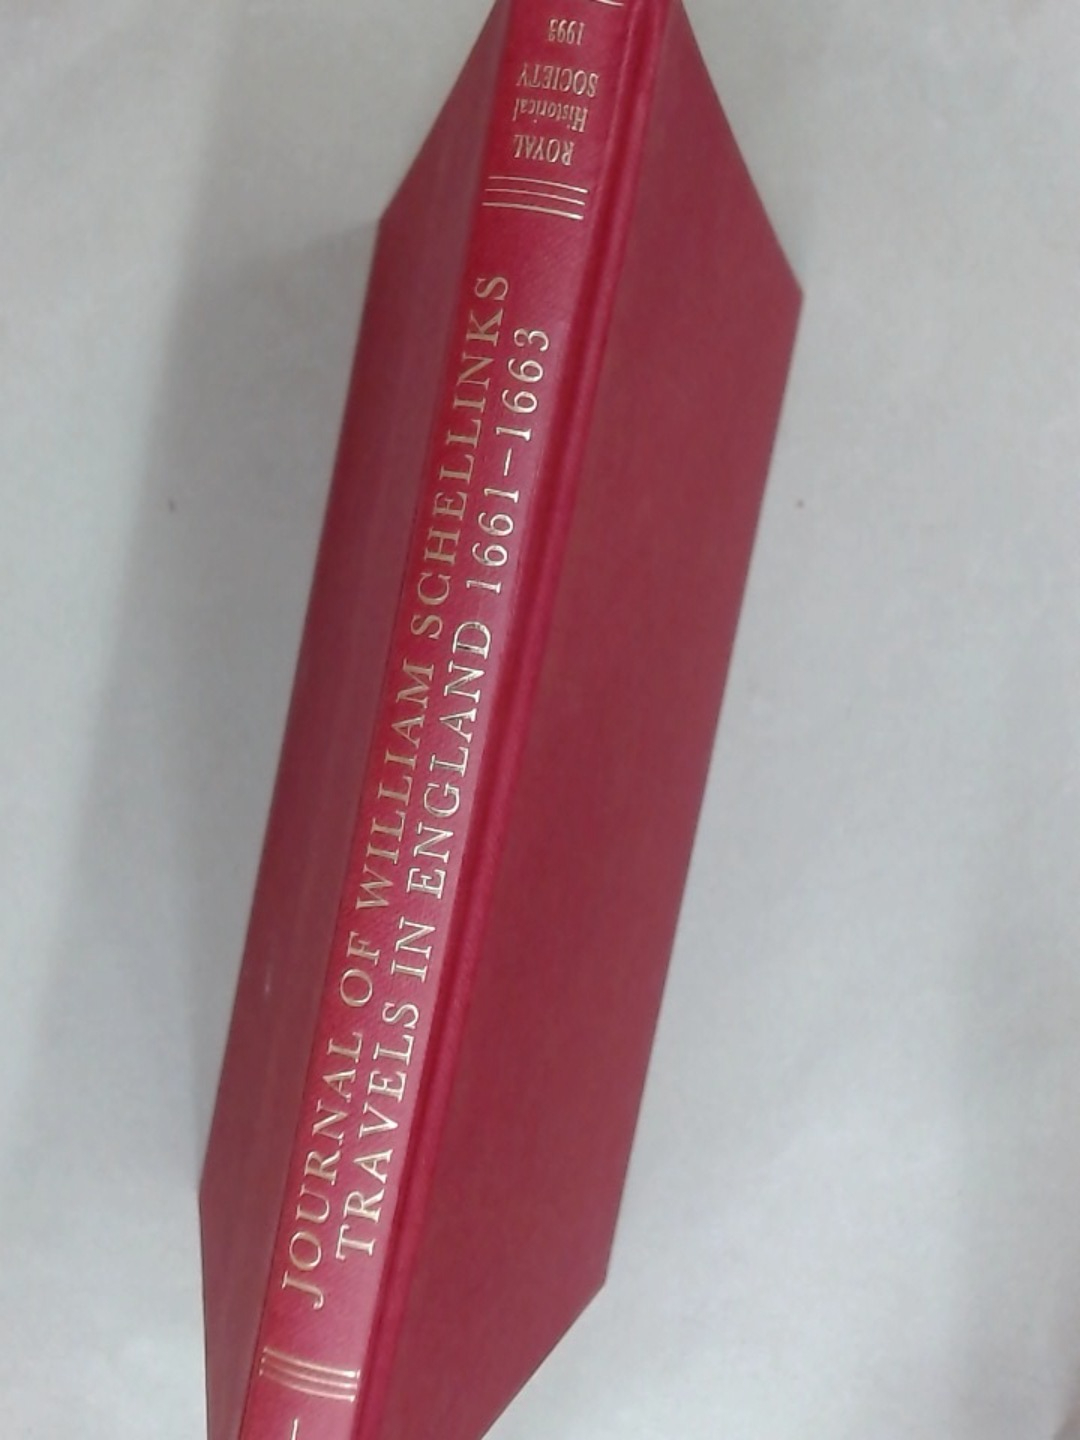 JOURNAL OF WILLIAM SCHELLINKS
TRAVELS IN ENGLAND 1661–1663
ROYAL
Historical
SOCIETY
1993